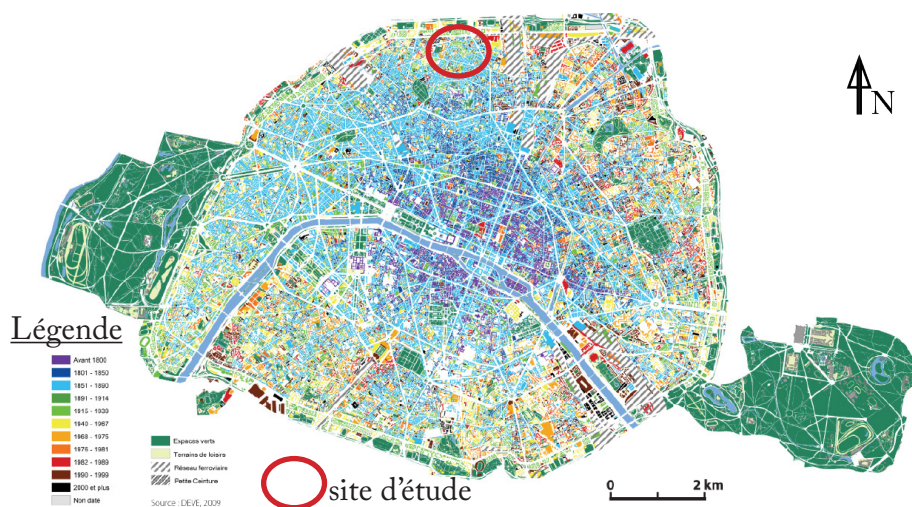 N
Légende
Avant 1800
1801 - 1850
1851 - 1890
1891 - 1914
1915 - 1939
1940 - 1967
1968 - 1975
1976 - 1981
1982 - 1989
1990 - 1999
2000 et plus
Non daté
Espaces verts
Terrains de loisirs
Réseau ferroviaire
Petite Ceinture
Source : DEVE, 2009
site d'étude
0 2 km